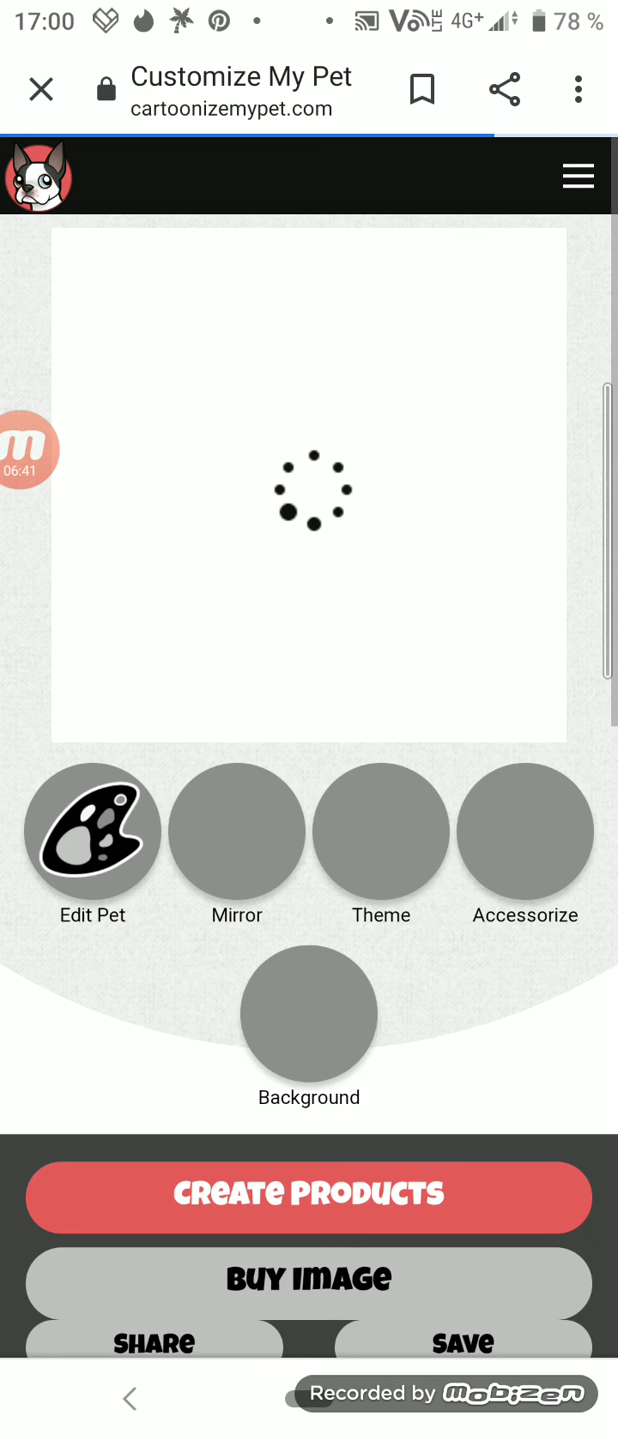 17:00 4G+ 78 %
Customize My Pet
cartoonizemypet.com
06:41
Edit Pet Mirror Theme Accessorize
Background
CREATE PRODUCTS
BUY IMAGE
SHARE SAVE
Recorded by MOBIZEN